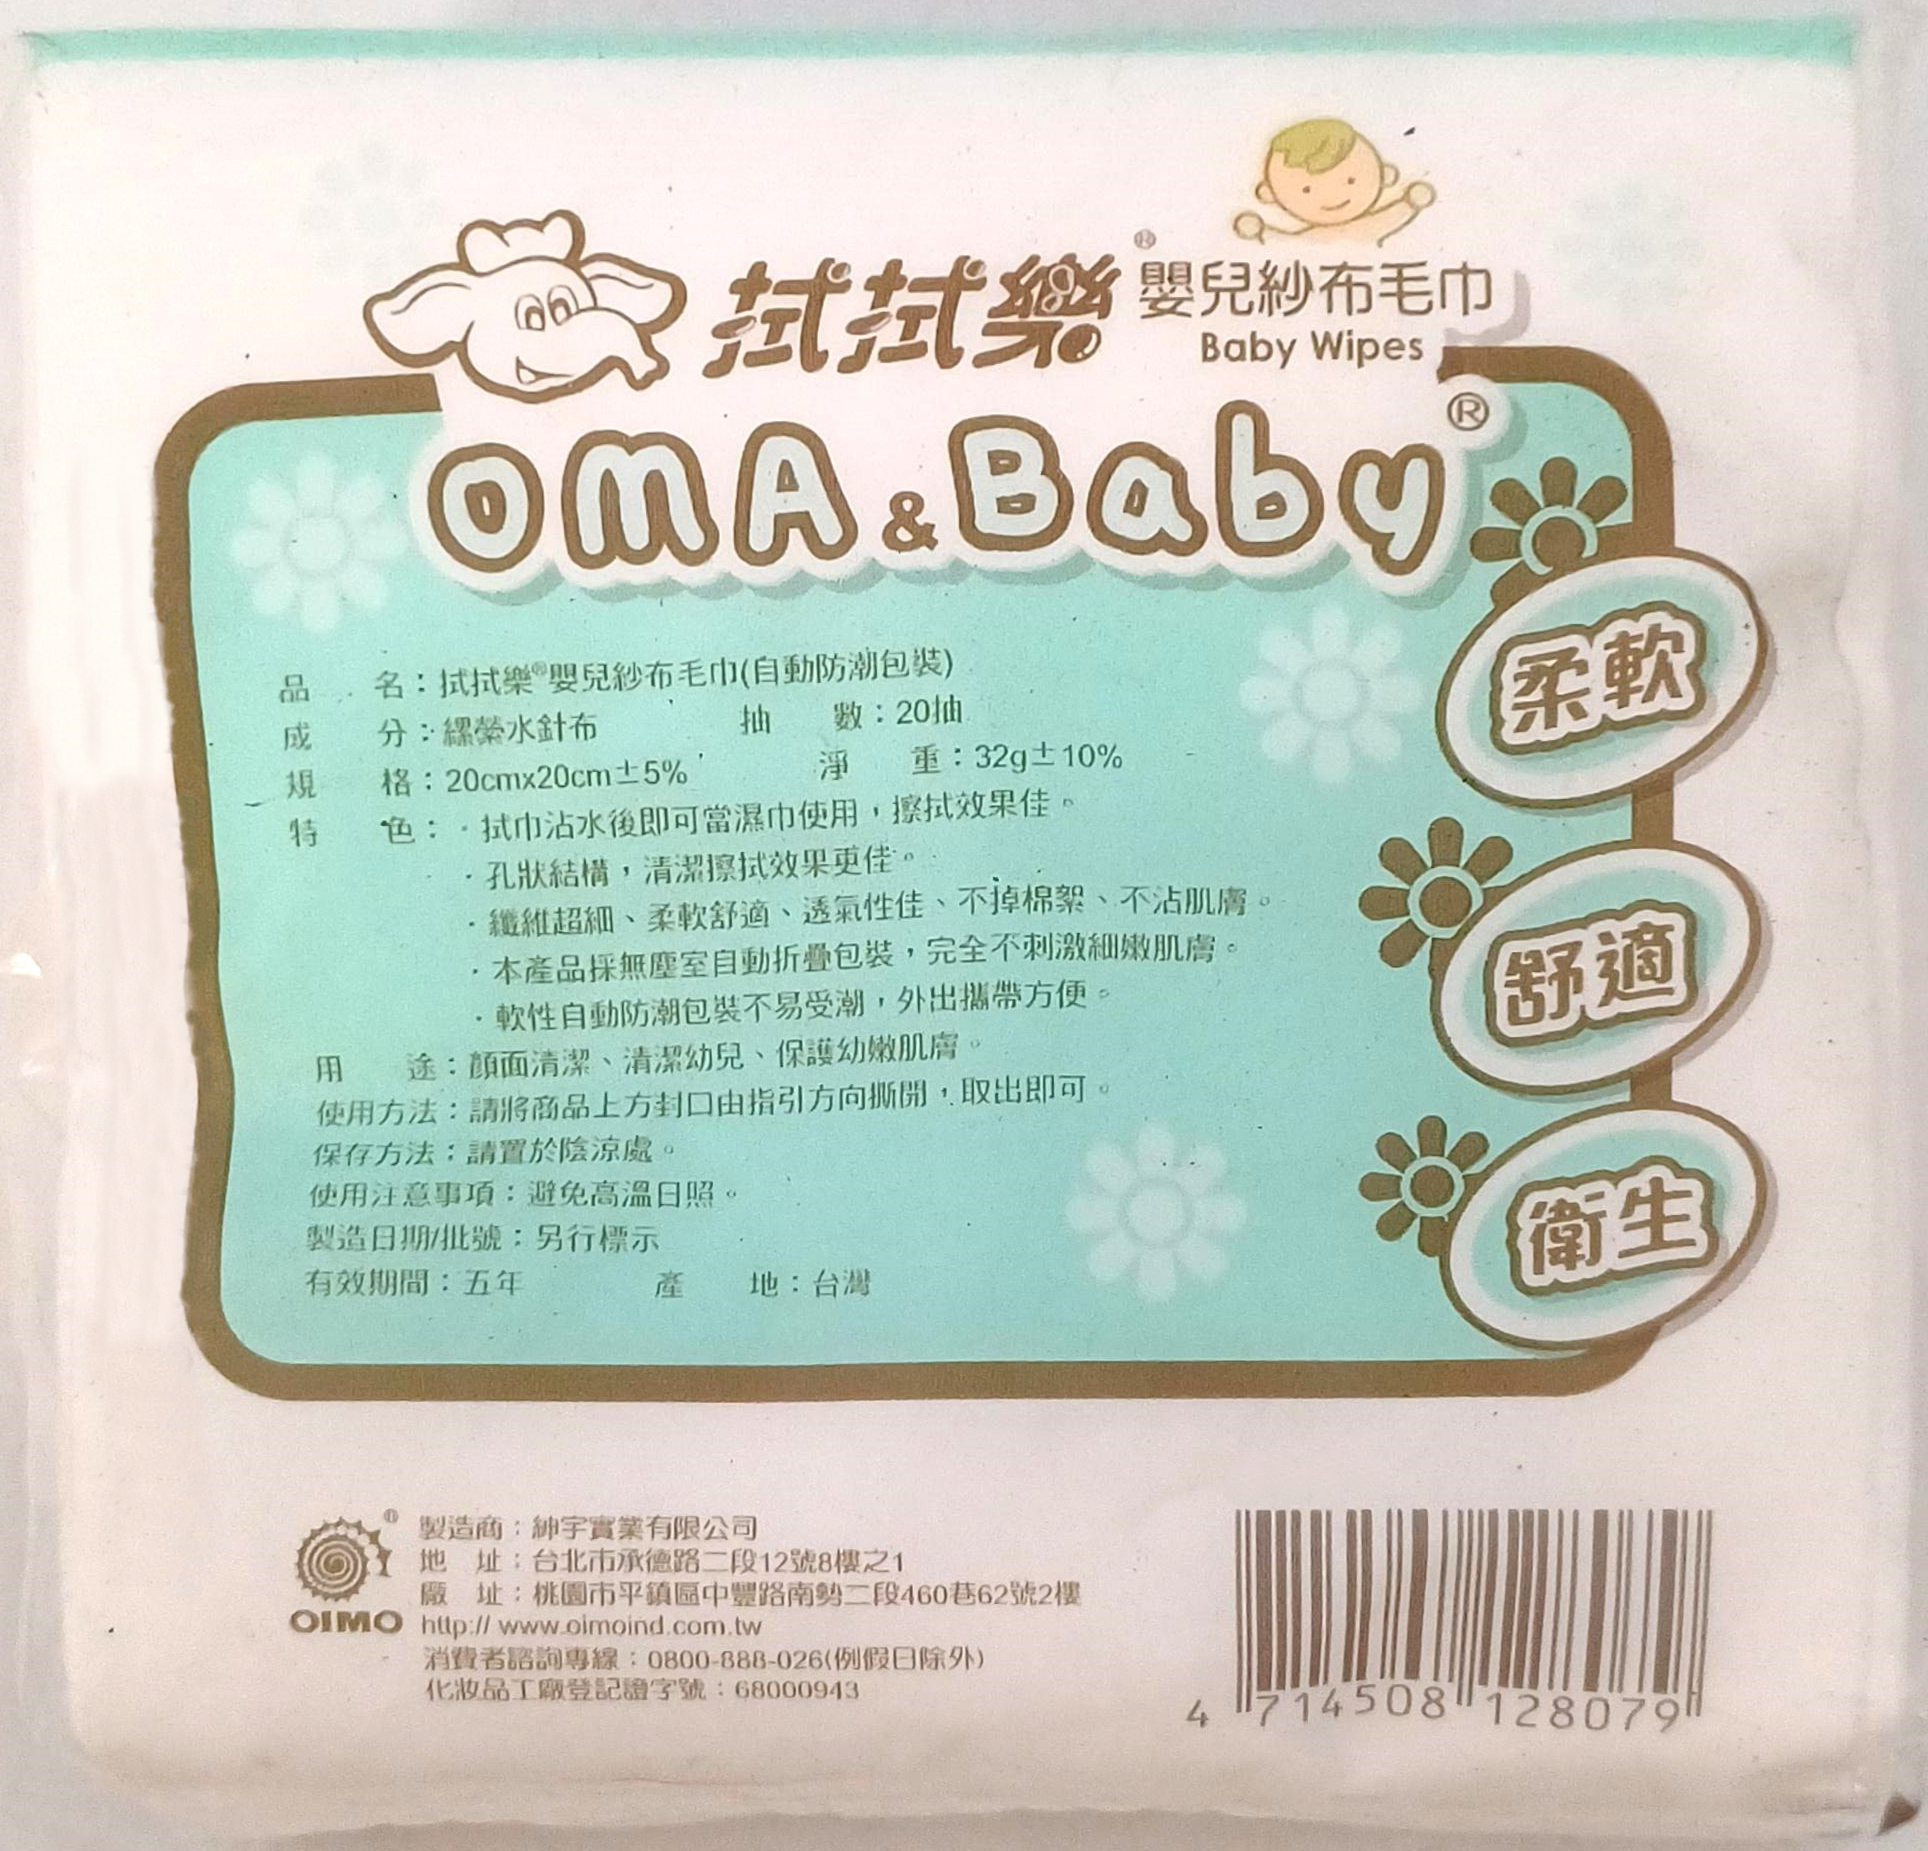 拭拭樂® 嬰兒紗布毛巾
Baby Wipes
OMA & Baby®
柔軟
舒適
衛生
品 名：拭拭樂®嬰兒紗布毛巾(自動防潮包裝)
成 分：縲縈水針布 抽 數：20抽
規 格：20cmx20cm±5% 淨 重：32g±10%
特 色：・拭巾沾水後即可當濕巾使用，擦拭效果佳。
・孔狀結構，清潔擦拭效果更佳。
・纖維超細、柔軟舒適、透氣性佳、不掉棉絮、不沾肌膚。
・本產品採無塵室自動折疊包裝，完全不刺激細嫩肌膚。
・軟性自動防潮包裝不易受潮，外出攜帶方便。
用 途：顏面清潔、清潔幼兒、保護幼嫩肌膚。
使用方法：請將商品上方封口由指引方向撕開，取出即可。
保存方法：請置於陰涼處。
使用注意事項：避免高溫日照。
製造日期/批號：另行標示
有效期間：五年 產 地：台灣
OIMO®
製造商：紳宇實業有限公司
地 址：台北市承德路二段12號8樓之1
廠 址：桃園市平鎮區中豐路南勢二段460巷62號2樓
http:// www.oimoind.com.tw
消費者諮詢專線：0800-888-026(例假日除外)
化妝品工廠登記證字號：68000943
4 714508 128079